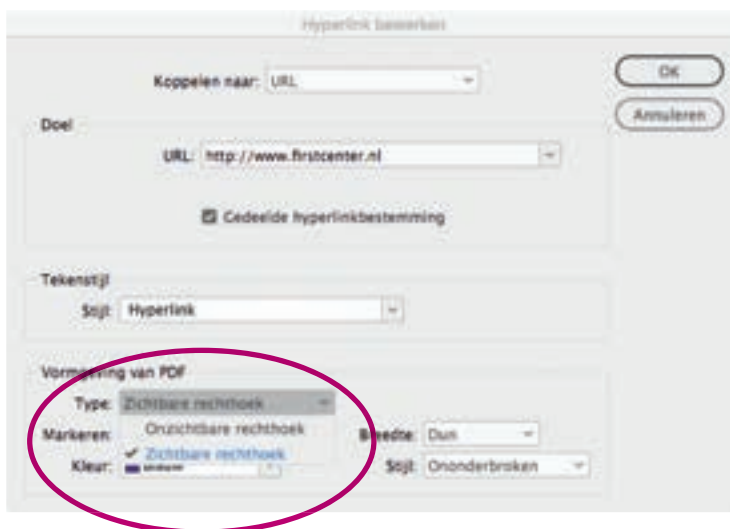 Hyperlink bewerken
Koppelen naar: URL
OK
Annuleren
Doel
URL: http://www.firstcenter.nl
Gedeelde hyperlinkbestemming
Tekenstijl
Stijl: Hyperlink
Vormgeving van PDF
Type: Zichtbare rechthoek
Onzichtbare rechthoek
Zichtbare rechthoek
Markeren:
Breedte: Dun
Kleur:
Stijl: Ononderbroken